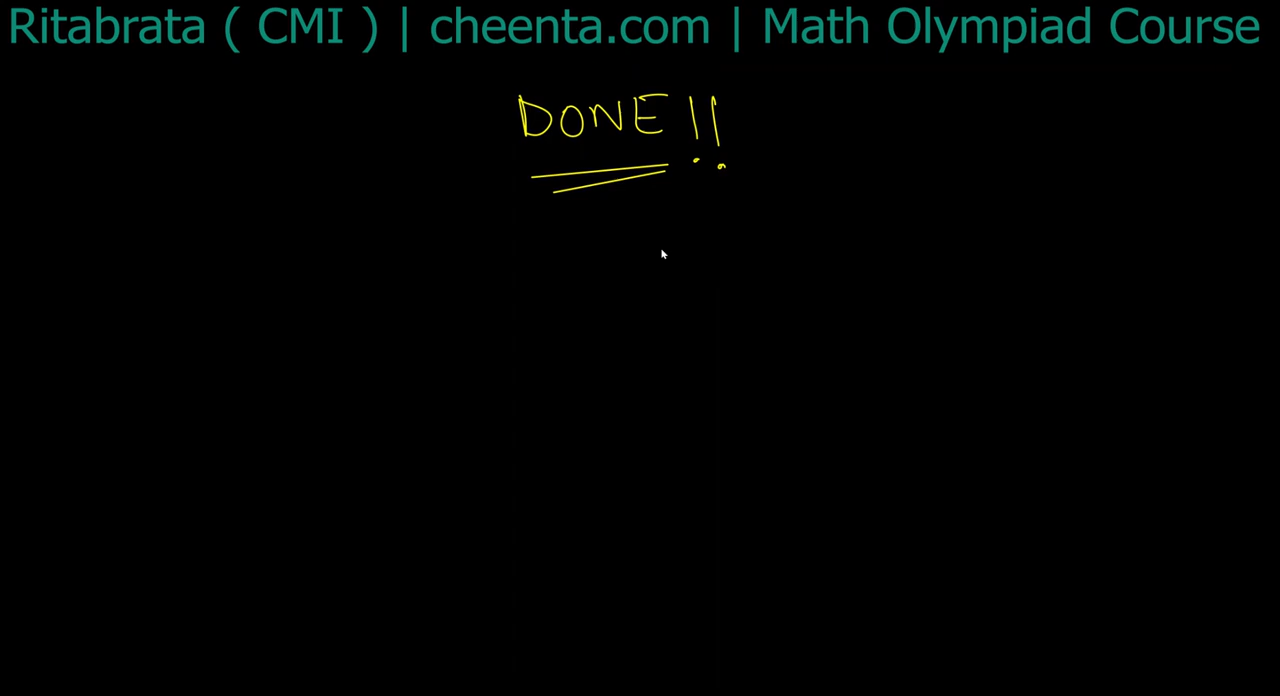 Ritabrata ( CMI ) | cheenta.com | Math Olympiad Course
DONE !!